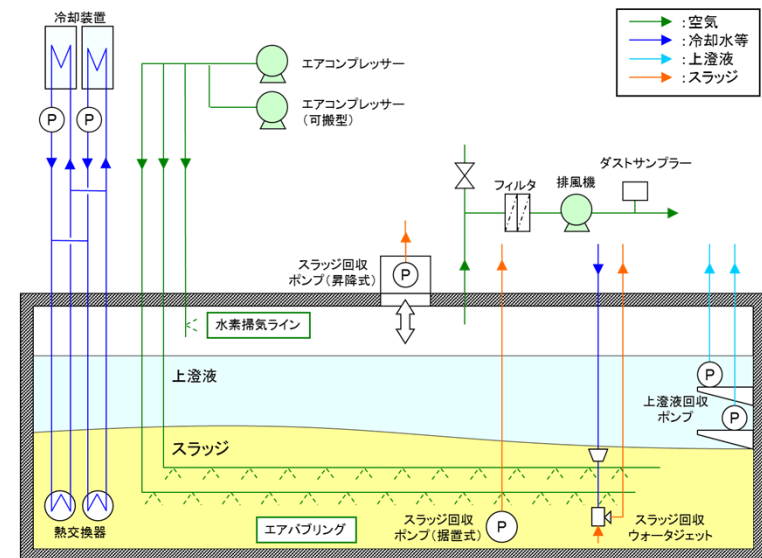 冷却装置
P
P
エアコンプレッサー
エアコンプレッサー
（可搬型）
:空気
:冷却水等
:上澄液
:スラッジ
ダストサンプラー
フィルタ
排風機
スラッジ回収
ポンプ（昇降式）
P
水素掃気ライン
上澄液
P
上澄液回収
ポンプ
P
スラッジ
熱交換器
エアバブリング
スラッジ回収
ポンプ（据置式）
P
スラッジ回収
ウォータジェット